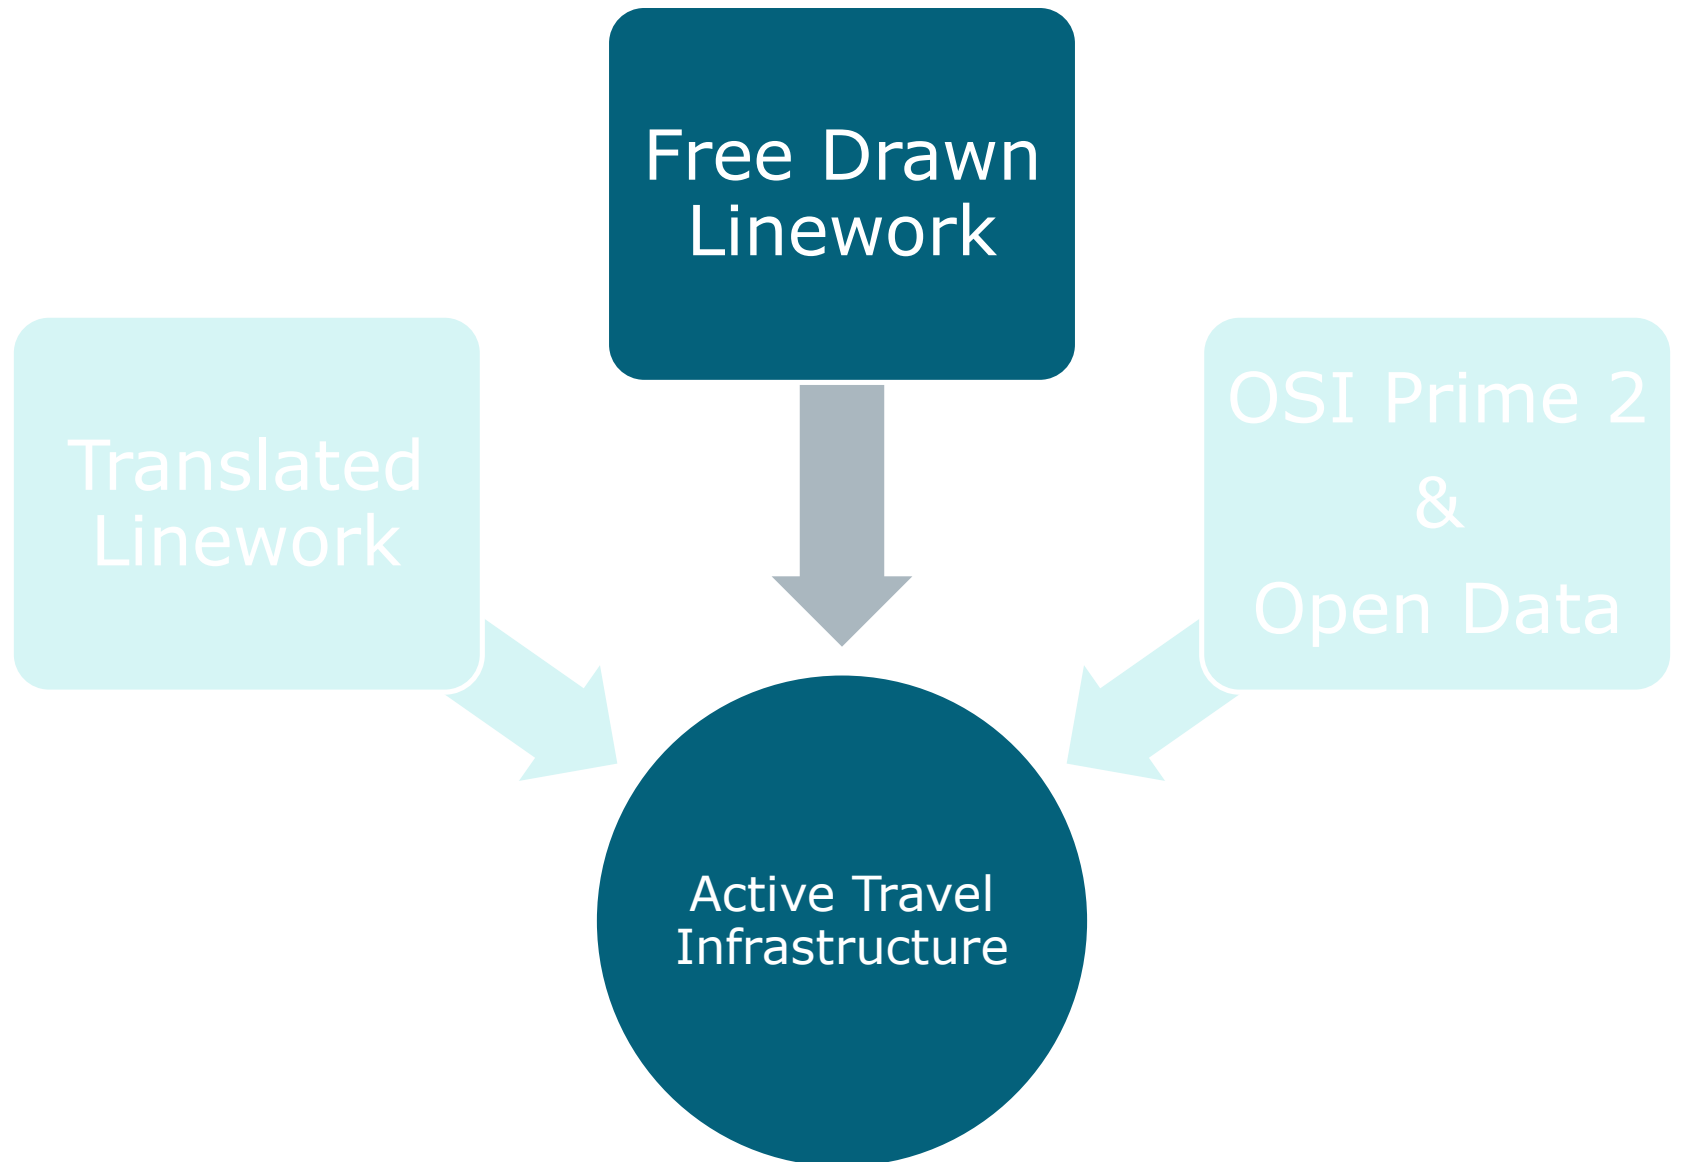 Free Drawn
Linework
Translated
Linework
OSI Prime 2
&
Open Data
Active Travel
Infrastructure